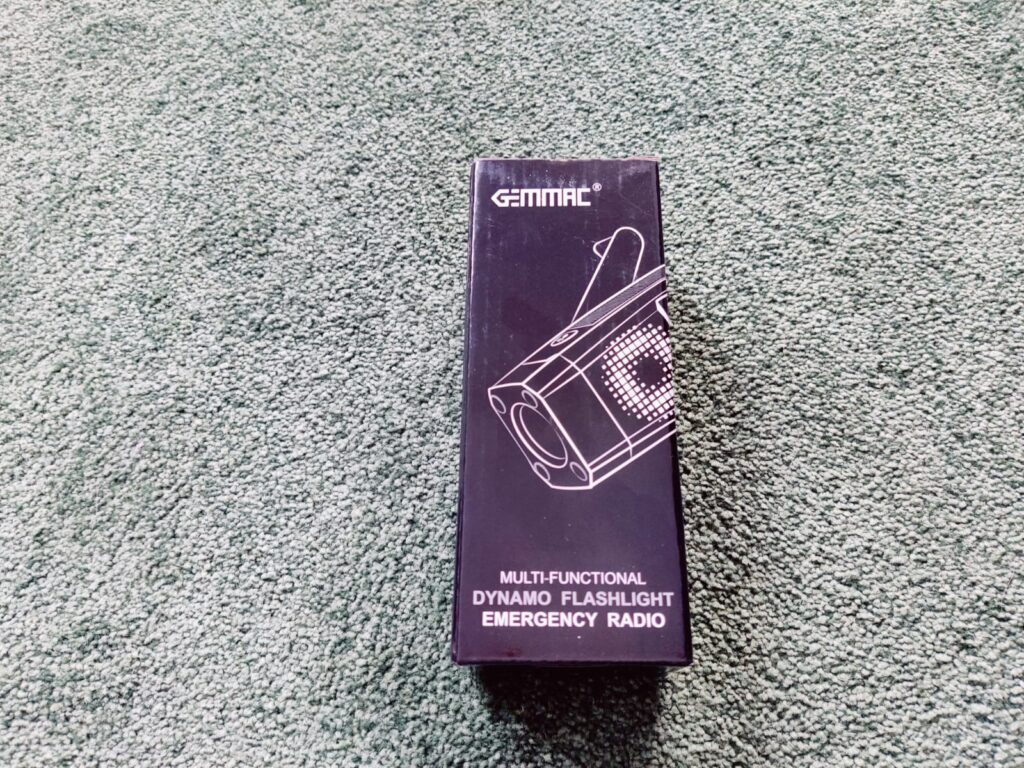 GEMMAC®
MULTI-FUNCTIONAL
DYNAMO FLASHLIGHT
EMERGENCY RADIO